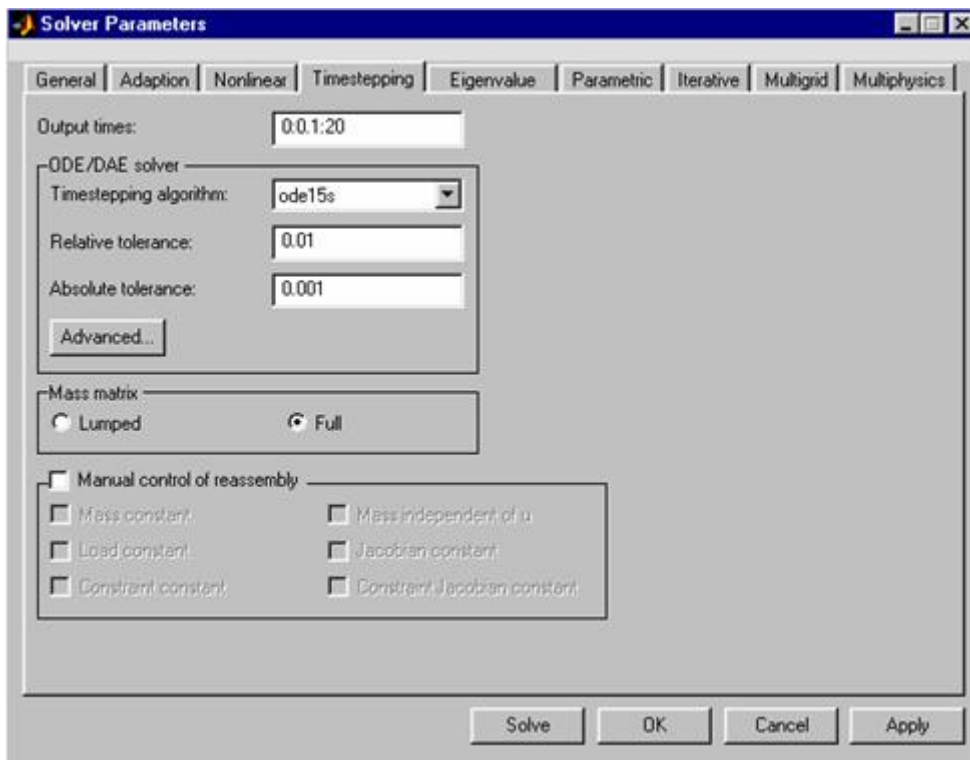 Solver Parameters
General Adaption Nonlinear Timestepping Eigenvalue Parametric Iterative Multigrid Multiphysics
Output times: 0:0.1:20
ODE/DAE solver
Timestepping algorithm: ode15s
Relative tolerance: 0.01
Absolute tolerance: 0.001
Advanced...
Mass matrix
Lumped Full
Manual control of reassembly
Mass constant Mass independent of u
Load constant Jacobian constant
Constraint constant Constraint Jacobian constant
Solve OK Cancel Apply